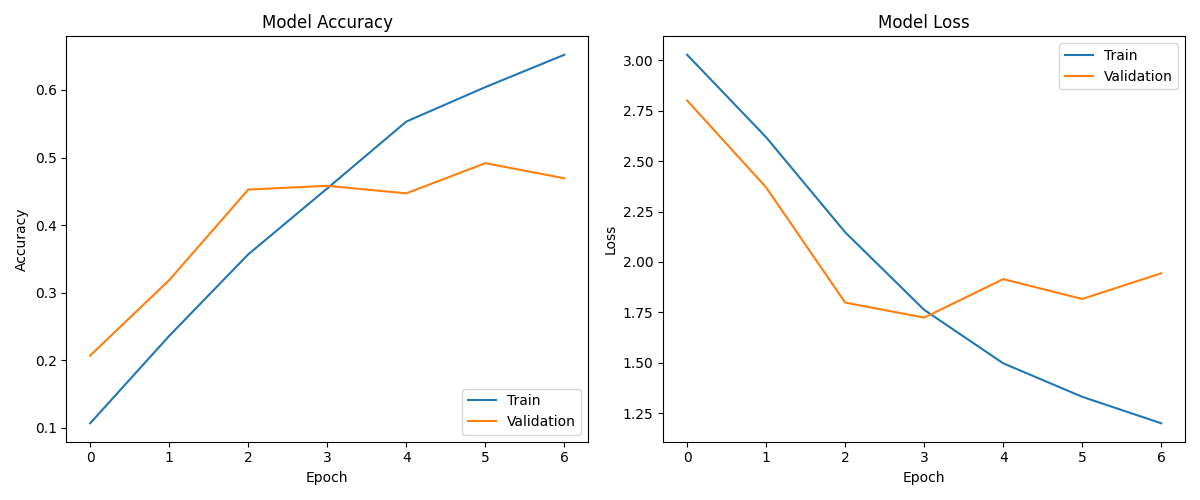 Model Accuracy
Accuracy
0.6
0.5
0.4
0.3
0.2
0.1
Train
Validation
0 1 2 3 4 5 6
Epoch
Model Loss
Loss
3.00
2.75
2.50
2.25
2.00
1.75
1.50
1.25
Train
Validation
0 1 2 3 4 5 6
Epoch